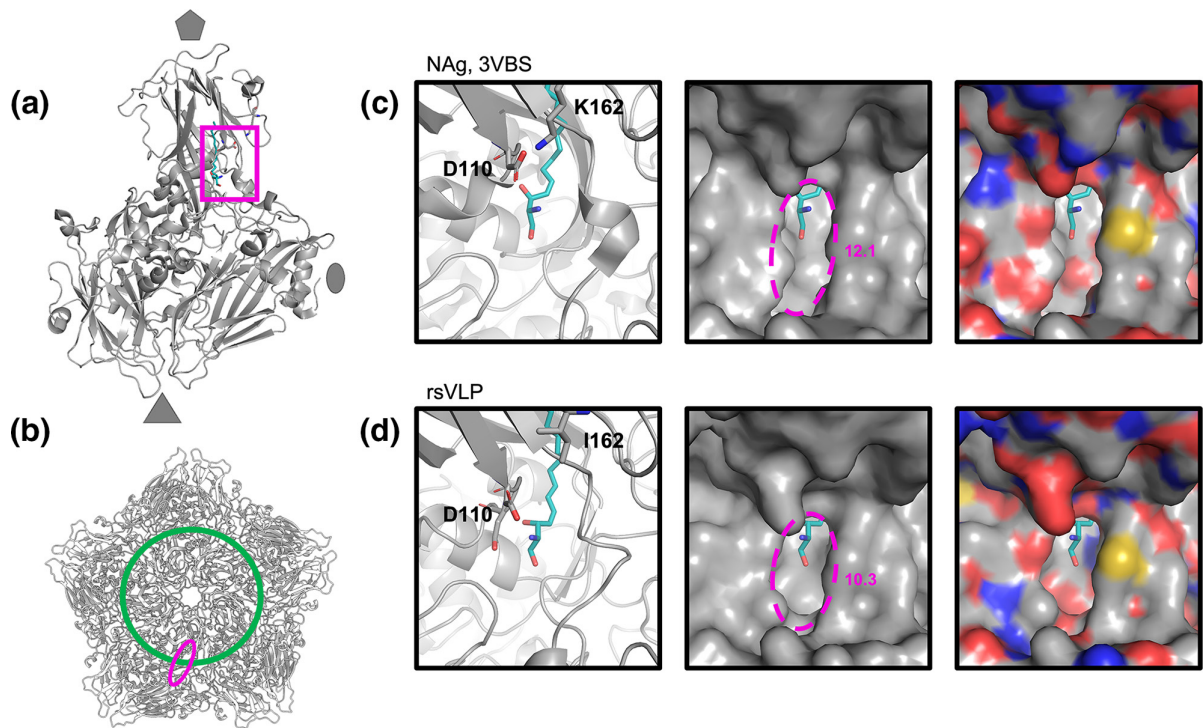 (a)
(b)
(c)
NAg, 3VBS
K162
D110
12.1
(d)
rsVLP
I162
D110
10.3